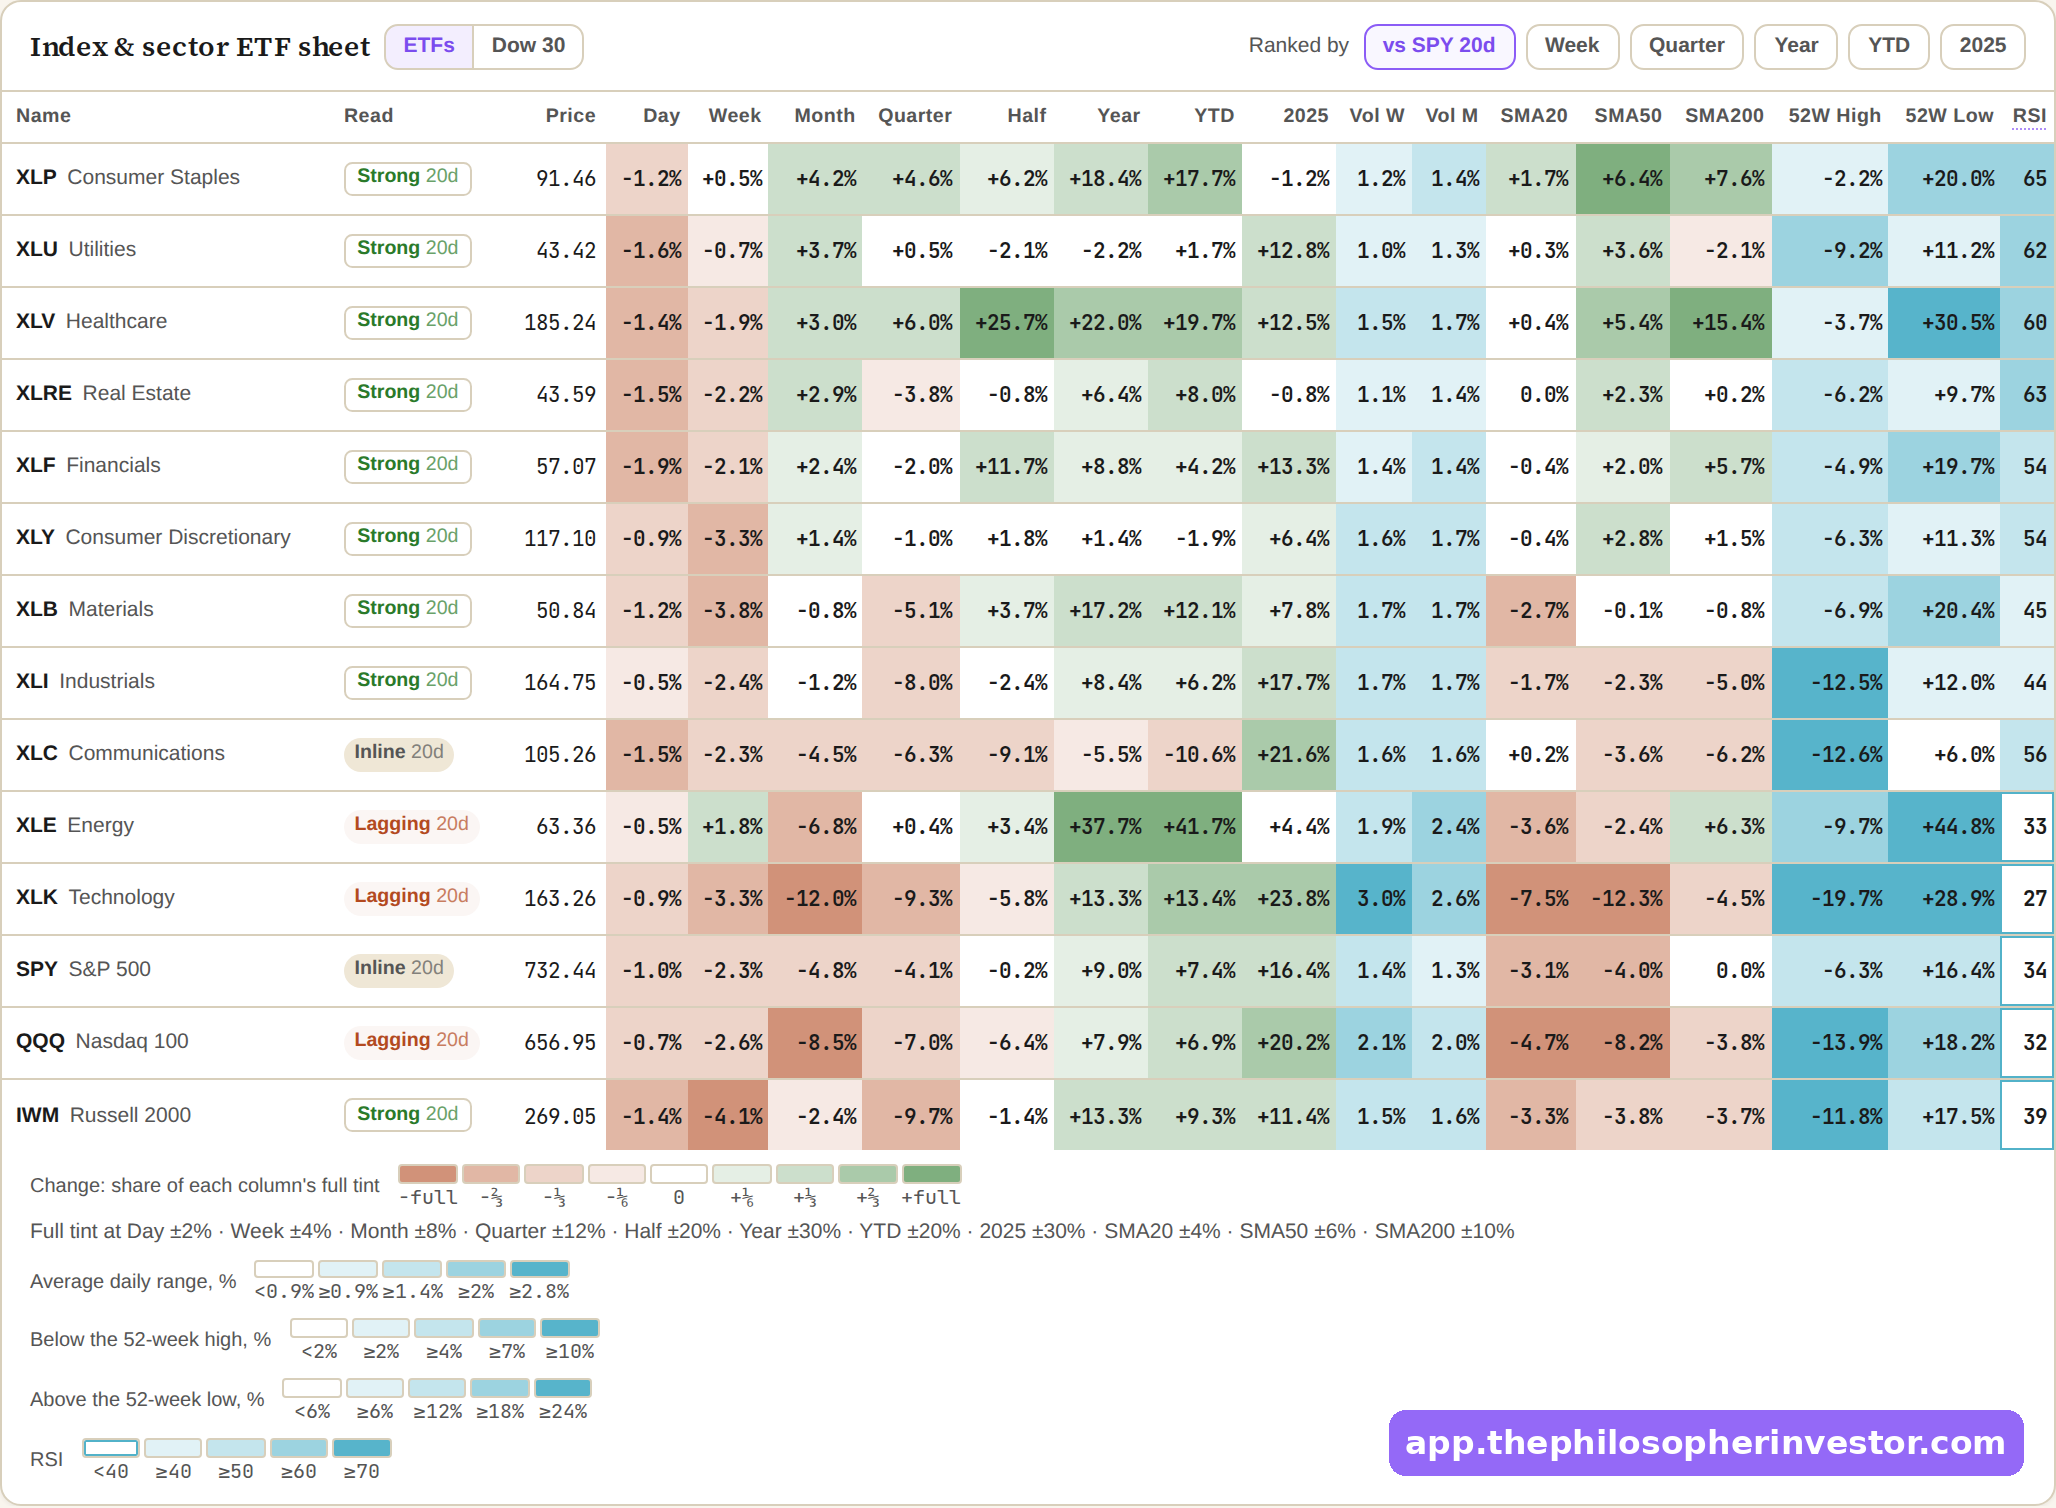 Index & sector ETF sheet ETFs Dow 30 Ranked by vs SPY 20d Week Quarter Year YTD 2025
Name Read Price Day Week Month Quarter Half Year YTD 2025 Vol W Vol M SMA20 SMA50 SMA200 52W High 52W Low RSI
XLP Consumer Staples Strong 20d 91.46 -1.2% +0.5% +4.2% +4.6% +6.2% +18.4% +17.7% -1.2% 1.2% 1.4% +1.7% +6.4% +7.6% -2.2% +20.0% 65
XLU Utilities Strong 20d 43.42 -1.6% -0.7% +3.7% +0.5% -2.1% -2.2% +1.7% +12.8% 1.0% 1.3% +0.3% +3.6% -2.1% -9.2% +11.2% 62
XLV Healthcare Strong 20d 185.24 -1.4% -1.9% +3.0% +6.0% +25.7% +22.0% +19.7% +12.5% 1.5% 1.7% +0.4% +5.4% +15.4% -3.7% +30.5% 60
XLRE Real Estate Strong 20d 43.59 -1.5% -2.2% +2.9% -3.8% -0.8% +6.4% +8.0% -0.8% 1.1% 1.4% 0.0% +2.3% +0.2% -6.2% +9.7% 63
XLF Financials Strong 20d 57.07 -1.9% -2.1% +2.4% -2.0% +11.7% +8.8% +4.2% +13.3% 1.4% 1.4% -0.4% +2.0% +5.7% -4.9% +19.7% 54
XLY Consumer Discretionary Strong 20d 117.10 -0.9% -3.3% +1.4% -1.0% +1.8% +1.4% -1.9% +6.4% 1.6% 1.7% -0.4% +2.8% +1.5% -6.3% +11.3% 54
XLB Materials Strong 20d 50.84 -1.2% -3.8% -0.8% -5.1% +3.7% +17.2% +12.1% +7.8% 1.7% 1.7% -2.7% -0.1% -0.8% -6.9% +20.4% 45
XLI Industrials Strong 20d 164.75 -0.5% -2.4% -1.2% -8.0% -2.4% +8.4% +6.2% +17.7% 1.7% 1.7% -1.7% -2.3% -5.0% -12.5% +12.0% 44
XLC Communications Inline 20d 105.26 -1.5% -2.3% -4.5% -6.3% -9.1% -5.5% -10.6% +21.6% 1.6% 1.6% +0.2% -3.6% -6.2% -12.6% +6.0% 56
XLE Energy Lagging 20d 63.36 -0.5% +1.8% -6.8% +0.4% +3.4% +37.7% +41.7% +4.4% 1.9% 2.4% -3.6% -2.4% +6.3% -9.7% +44.8% 33
XLK Technology Lagging 20d 163.26 -0.9% -3.3% -12.0% -9.3% -5.8% +13.3% +13.4% +23.8% 3.0% 2.6% -7.5% -12.3% -4.5% -19.7% +28.9% 27
SPY S&P 500 Inline 20d 732.44 -1.0% -2.3% -4.8% -4.1% -0.2% +9.0% +7.4% +16.4% 1.4% 1.3% -3.1% -4.0% 0.0% -6.3% +16.4% 34
QQQ Nasdaq 100 Lagging 20d 656.95 -0.7% -2.6% -8.5% -7.0% -6.4% +7.9% +6.9% +20.2% 2.1% 2.0% -4.7% -8.2% -3.8% -13.9% +18.2% 32
IWM Russell 2000 Strong 20d 269.05 -1.4% -4.1% -2.4% -9.7% -1.4% +13.3% +9.3% +11.4% 1.5% 1.6% -3.3% -3.8% -3.7% -11.8% +17.5% 39
Change: share of each column's full tint -full -⅔ -⅓ -⅙ 0 +⅙ +⅓ +⅔ +full
Full tint at Day ±2% · Week ±4% · Month ±8% · Quarter ±12% · Half ±20% · Year ±30% · YTD ±20% · 2025 ±30% · SMA20 ±4% · SMA50 ±6% · SMA200 ±10%
Average daily range, % <0.9% ≥0.9% ≥1.4% ≥2% ≥2.8%
Below the 52-week high, % <2% ≥2% ≥4% ≥7% ≥10%
Above the 52-week low, % <6% ≥6% ≥12% ≥18% ≥24%
RSI <40 ≥40 ≥50 ≥60 ≥70
app.thephilosopherinvestor.com